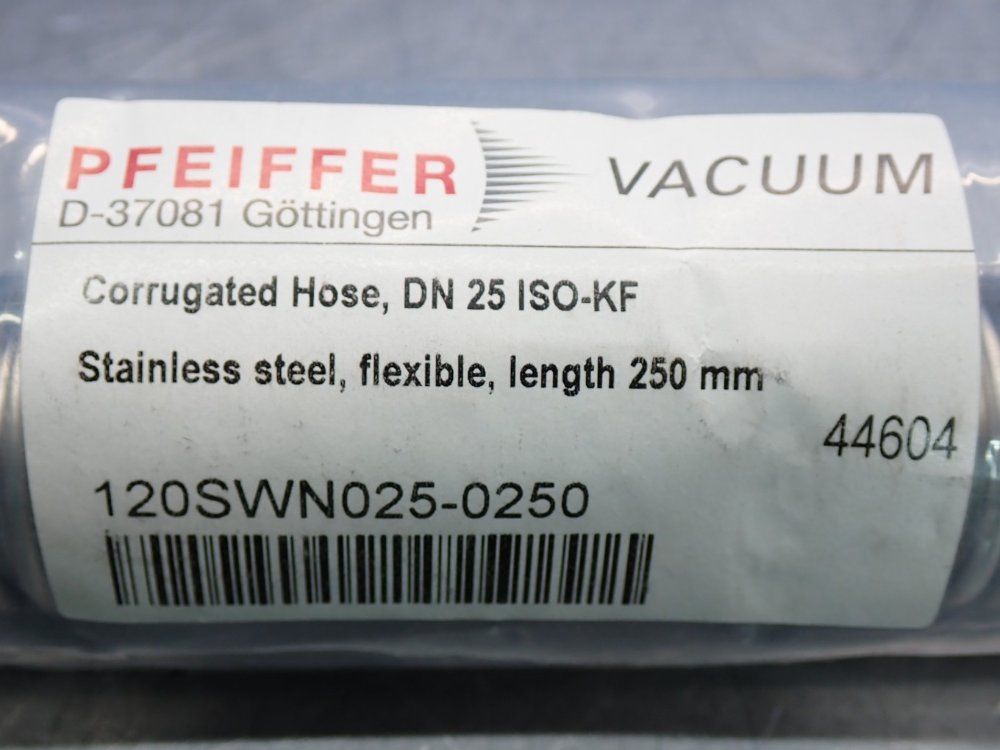 PFEIFFER VACUUM
D-37081 Göttingen
Corrugated Hose, DN 25 ISO-KF
Stainless steel, flexible, length 250 mm
44604
120SWN025-0250